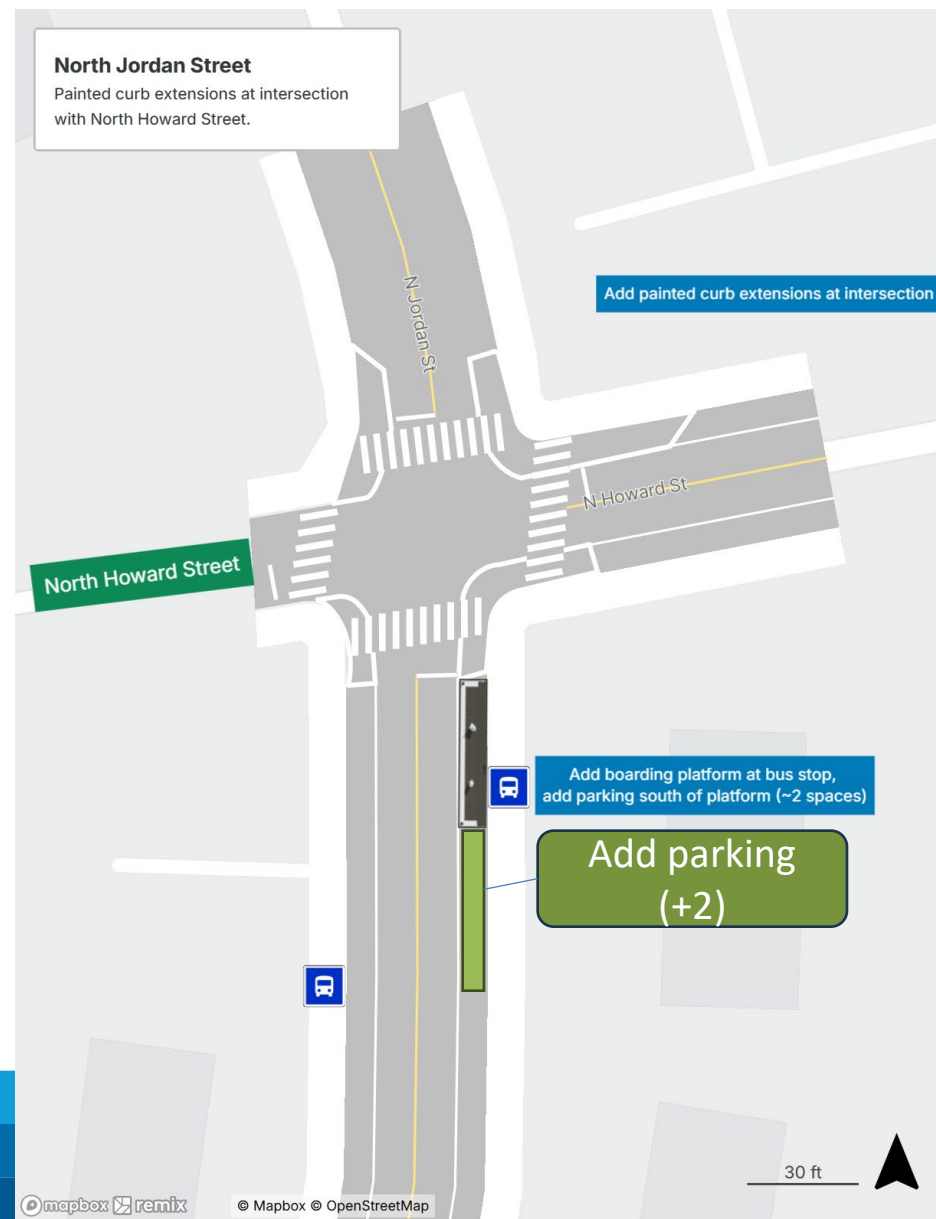 North Jordan Street
Painted curb extensions at intersection
with North Howard Street.
Add painted curb extensions at intersection
N Jordan St
N Howard St
North Howard Street
Add boarding platform at bus stop,
add parking south of platform (~2 spaces)
Add parking
(+2)
30 ft
mapbox remix © Mapbox © OpenStreetMap